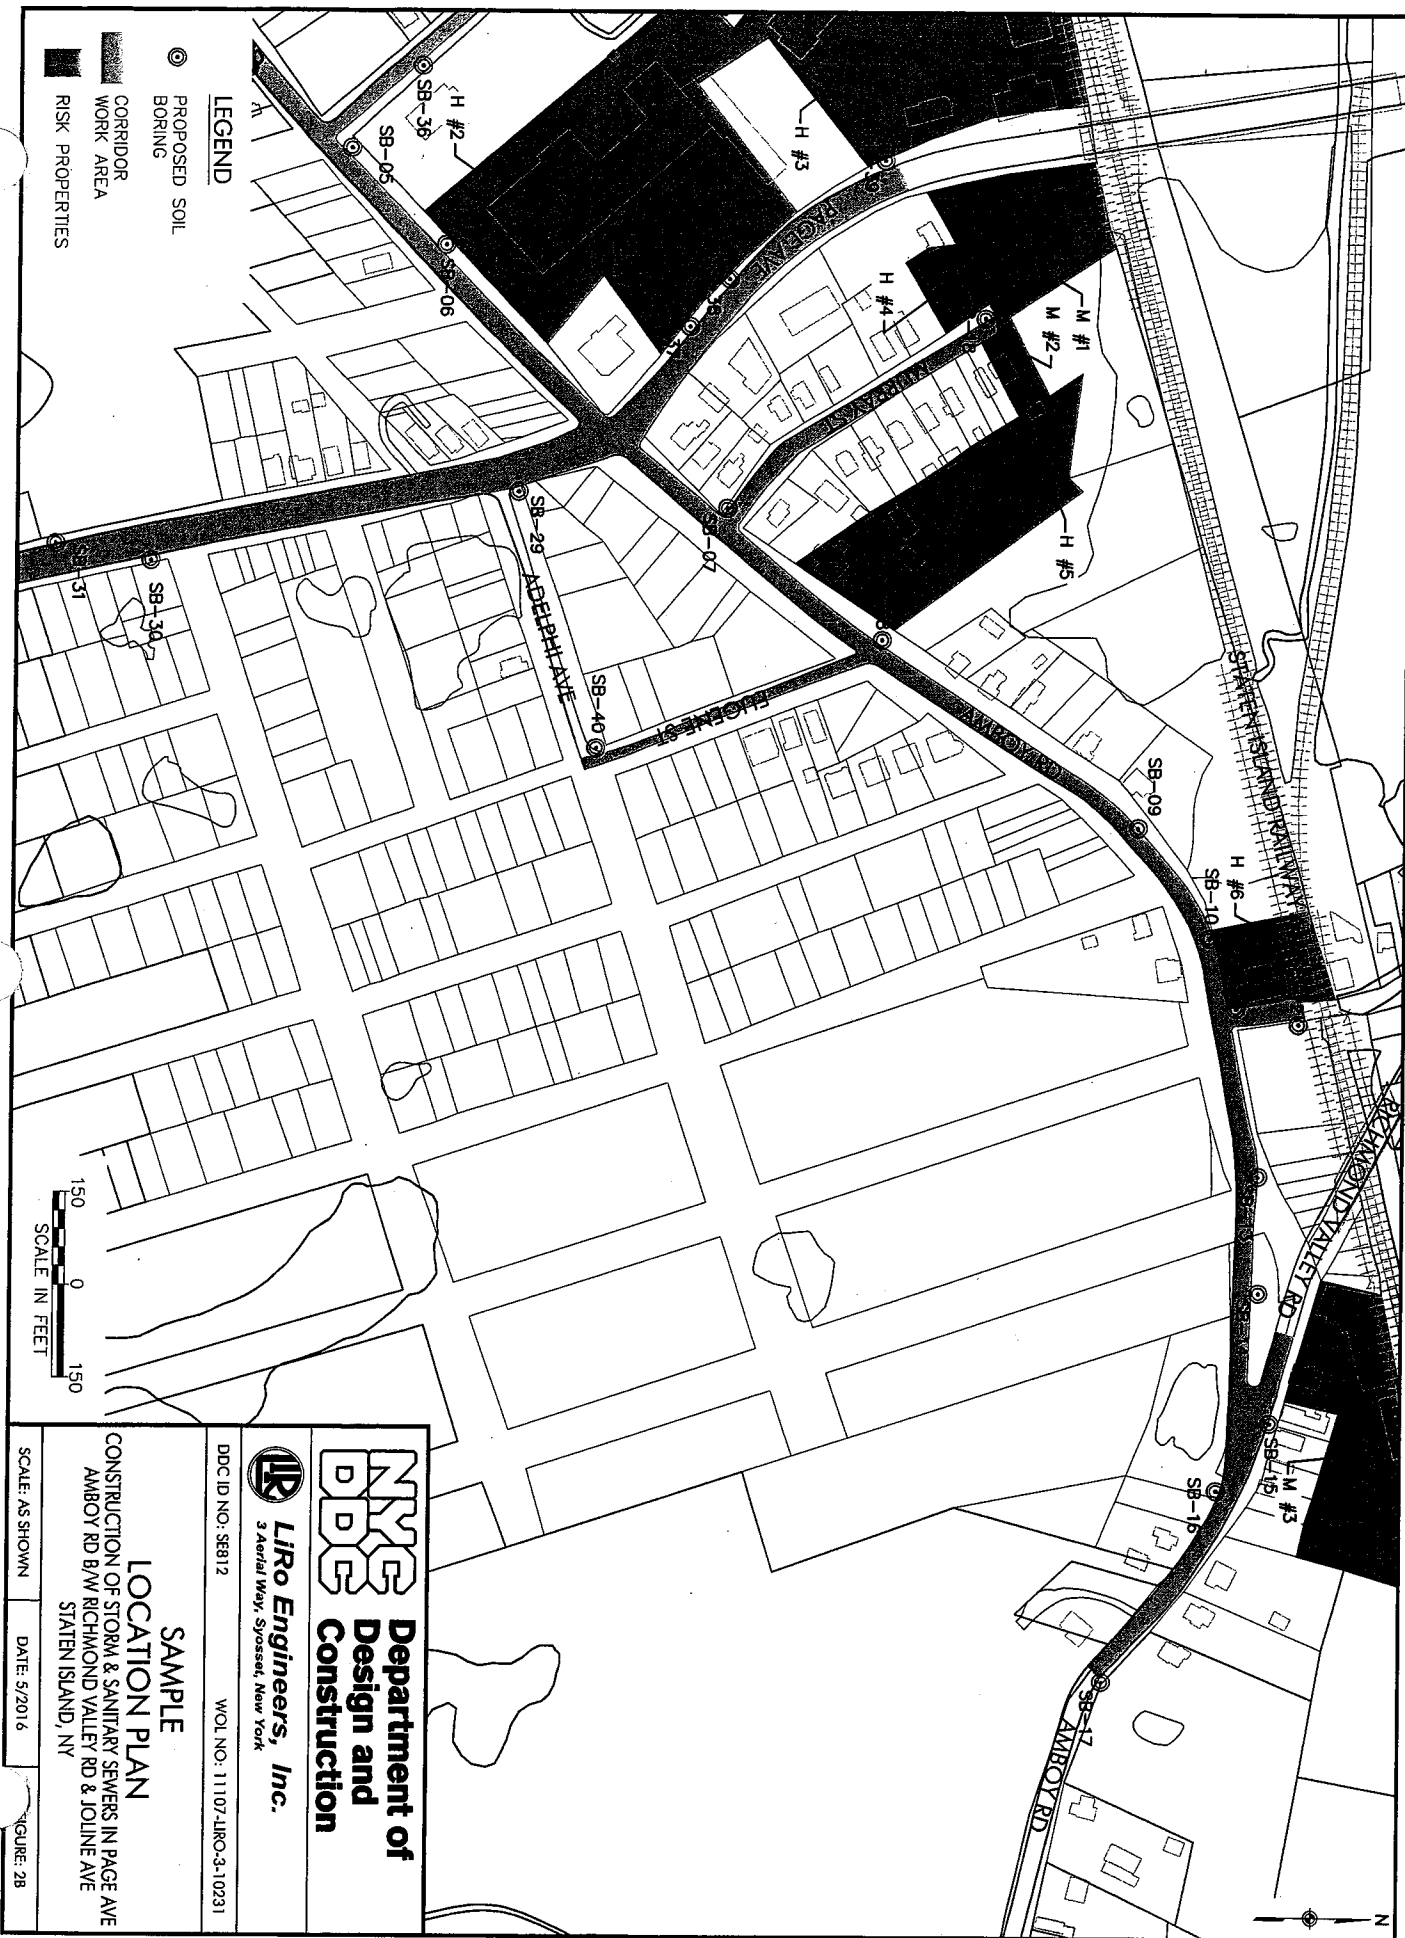 LEGEND
PROPOSED SOIL
BORING
CORRIDOR
WORK AREA
RISK PROPERTIES
H #2
SB-36
SB-05
SB-06
H #3
PAGE AVE
H #4
M #1
M #2
MURRAY ST
H #5
SB-07
SB-29
ADELPHI AVE
SB-30
SB-40
EUGENE ST
AMBOY RD
SB-09
STATEN ISLAND RAILWAY
H #6
SB-10
RICHMOND VALLEY RD
M #3
SB-15
SB-16
SB-17
AMBOY RD
N
150 0 150
SCALE IN FEET
NYC
DDC
Department of
Design and
Construction
LiRo Engineers, Inc.
3 Aerial Way, Syosset, New York
DDC ID NO: SE812
WOL NO: 11107-LIRO-3-10231
SAMPLE
LOCATION PLAN
CONSTRUCTION OF STORM & SANITARY SEWERS IN PAGE AVE
AMBOY RD B/W RICHMOND VALLEY RD & JOLINE AVE
STATEN ISLAND, NY
SCALE: AS SHOWN
DATE: 5/2016
FIGURE: 2B